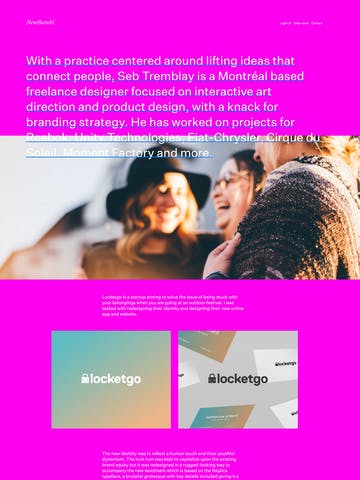 NewBambi
Light it! Other work Contact
With a practice centered around lifting ideas that
connect people, Seb Tremblay is a Montréal based
freelance designer focused on interactive art
direction and product design, with a knack for
branding strategy. He has worked on projects for
Reebok, Unity Technologies, Fiat-Chrysler, Cirque du
Soleil, Moment Factory and more.
Locketgo is a startup aiming to solve the issue of being stuck with
your belongings when you are going at an outdoor festival. I was
tasked with redesigning their identity and designing their new online
app and website.
locketgo
locketgo
The new identity was to reflect a human touch and their youthful
dynamism. The lock icon was kept to capitalize upon the existing
brand equity but it was redesigned in a rugged-looking way to
accompany the new wordmark which is based on the Replica
typeface, a brutalist grotesque with key details included giving it a